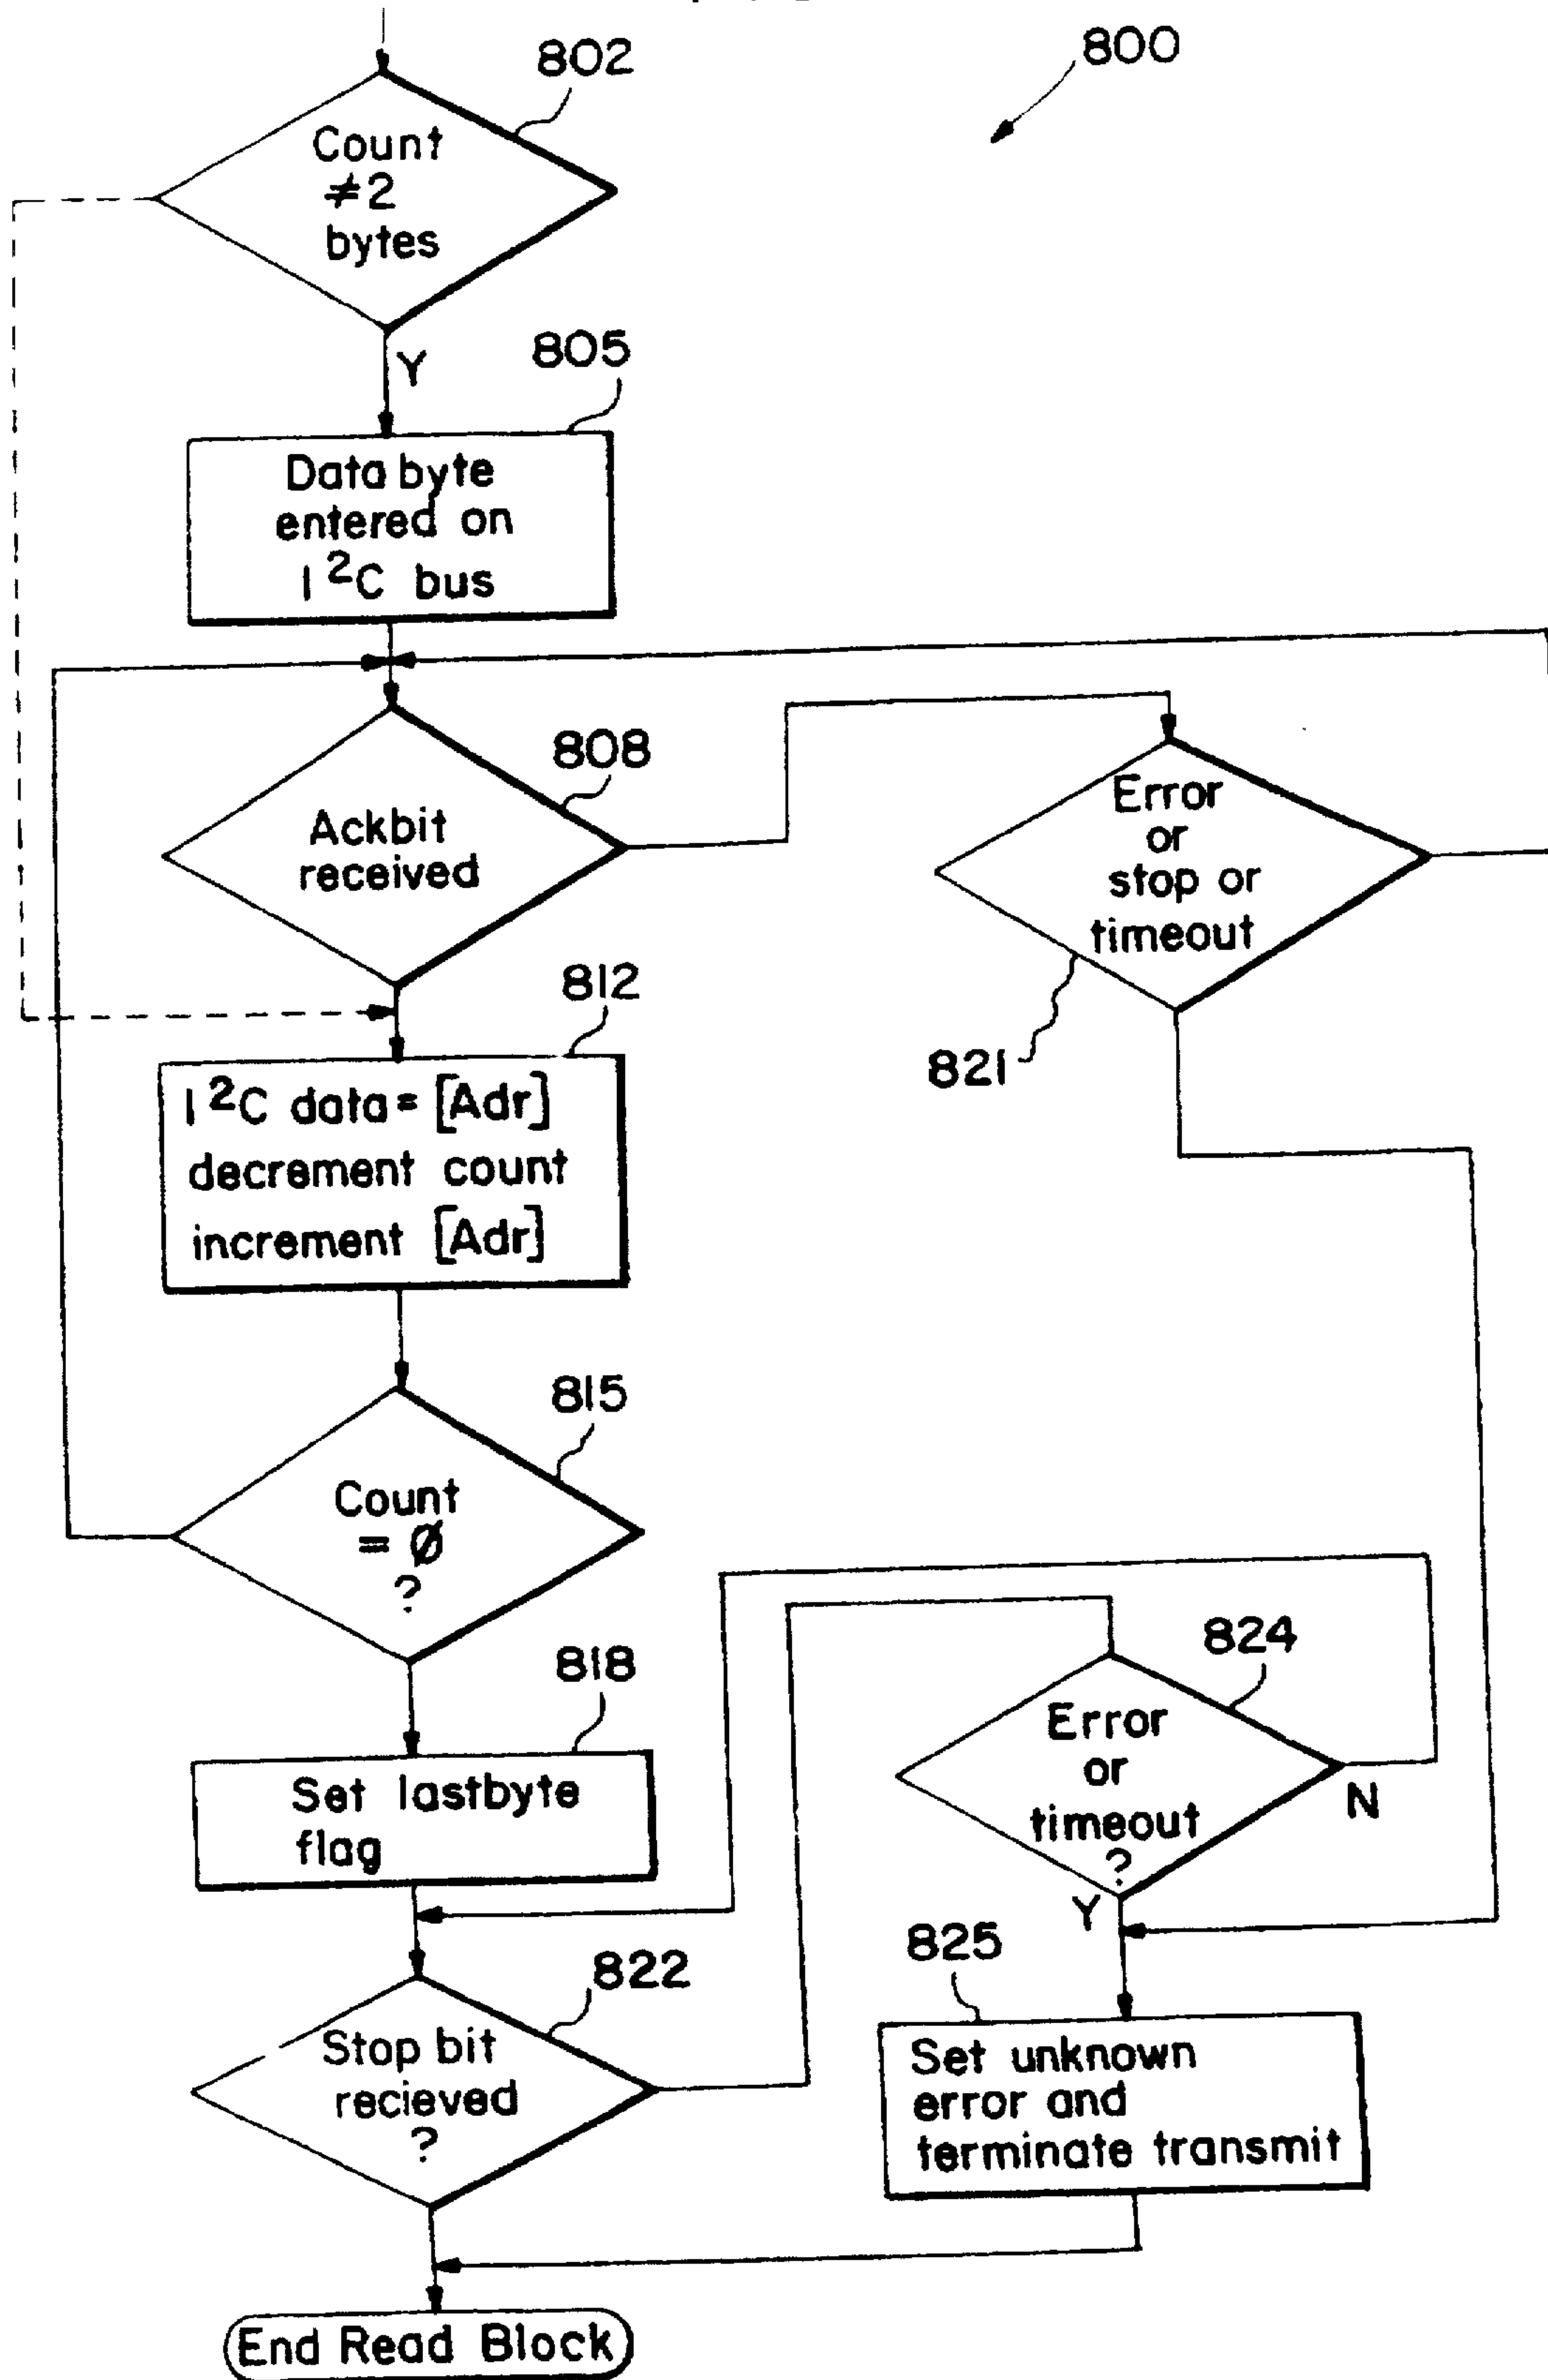 800
802
Count
≠2
bytes
Y
805
Data byte
entered on
I²C bus
808
Ackbit
received
Error
or
stop or
timeout
821
812
I²C data = [Adr]
decrement count
increment [Adr]
815
Count
= Ø
?
818
Set lastbyte
flag
824
Error
or
timeout
?
N
Y
822
Stop bit
recieved
?
825
Set unknown
error and
terminate transmit
End Read Block